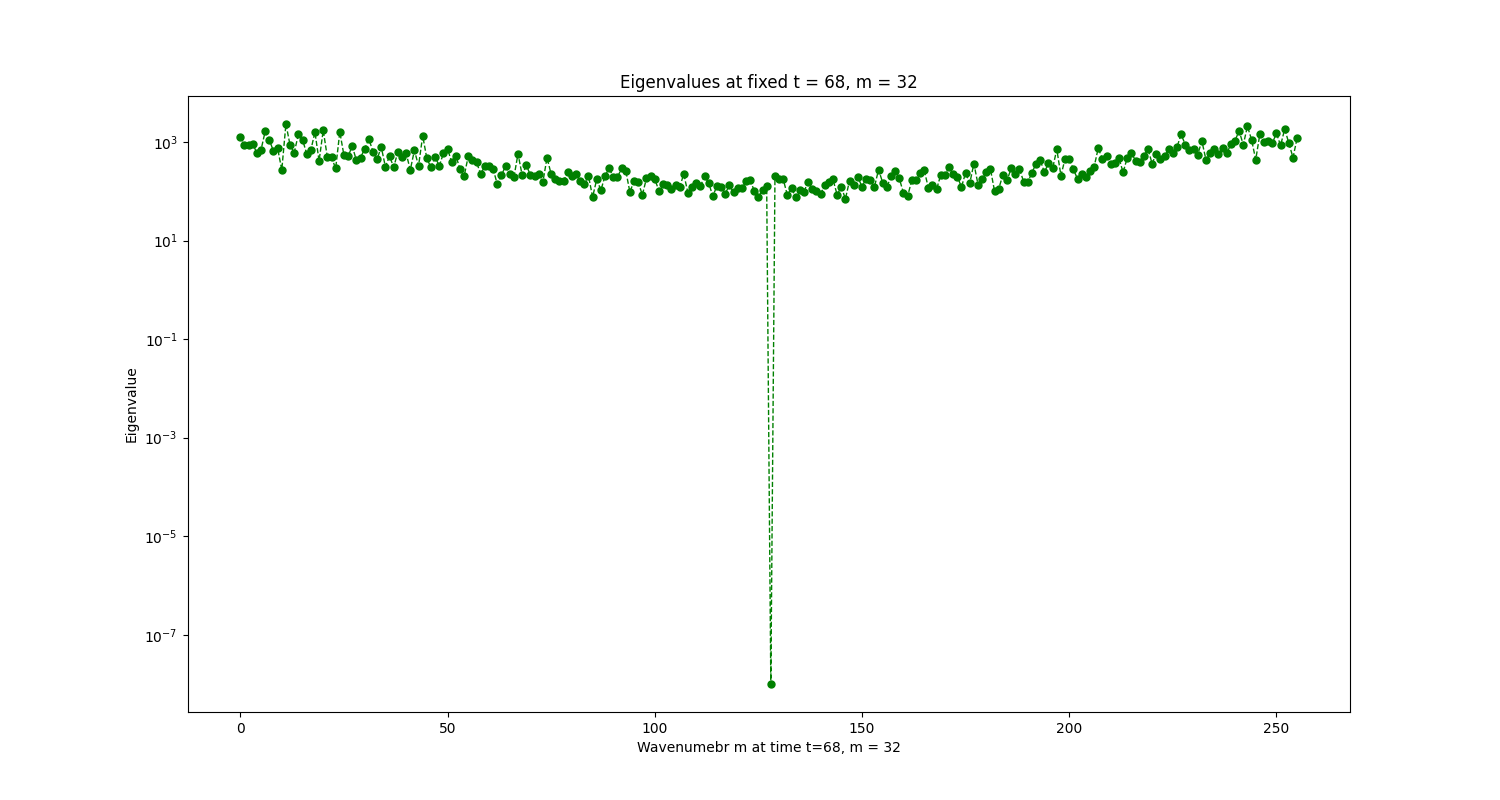 Eigenvalues at fixed t = 68, m = 32
10³
10¹
10⁻¹
10⁻³
10⁻⁵
10⁻⁷
Eigenvalue
0 50 100 150 200 250
Wavenumebr m at time t=68, m = 32